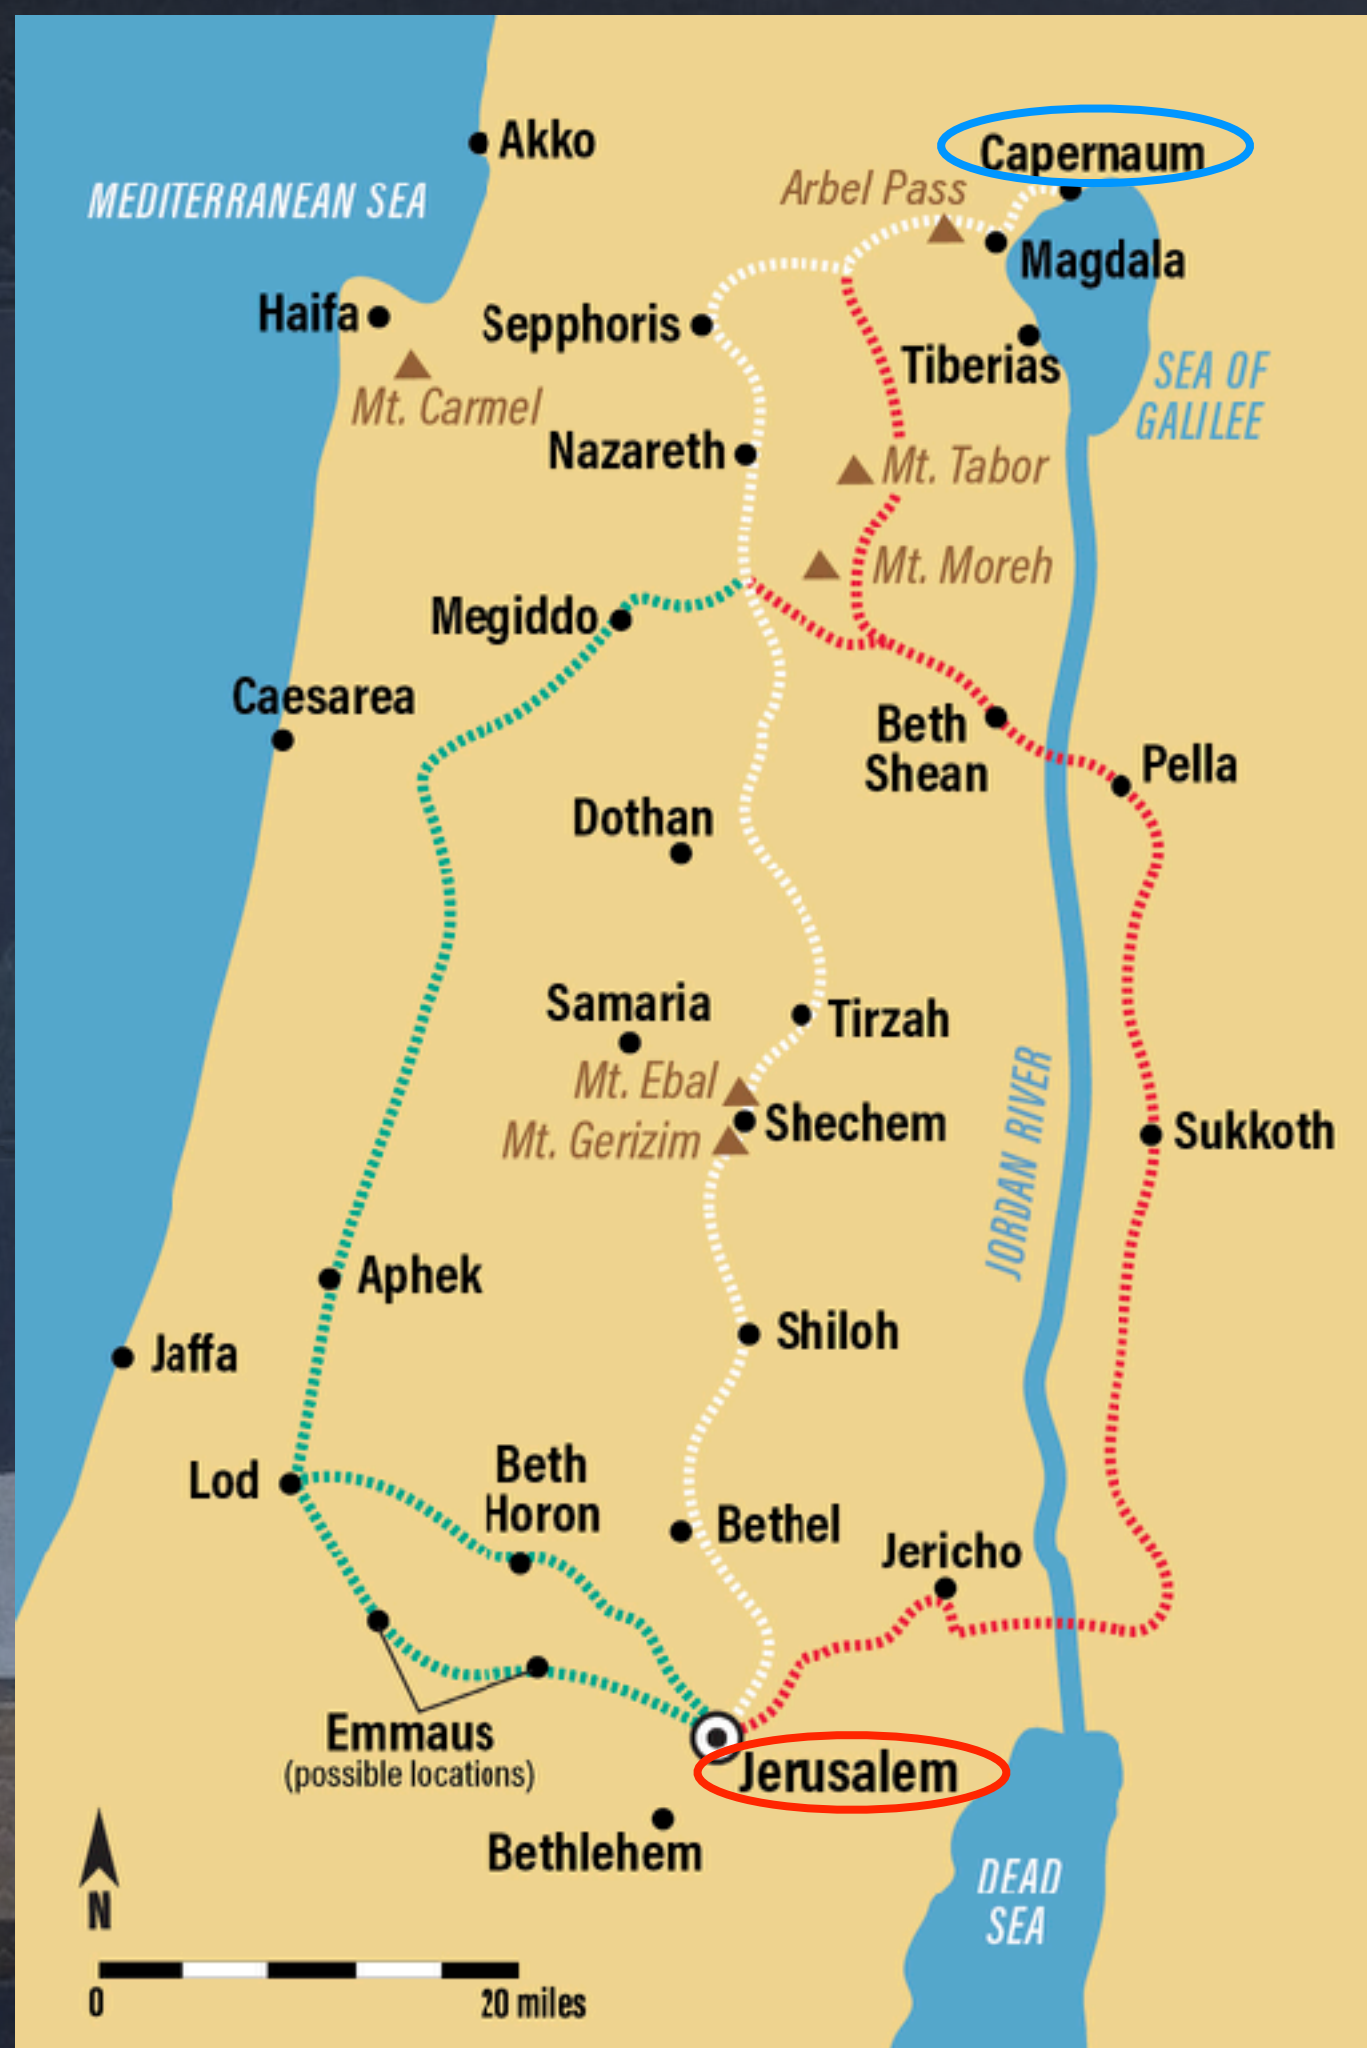 Akko
Capernaum
MEDITERRANEAN SEA
Arbel Pass
Magdala
Haifa
Sepphoris
Tiberias
SEA OF
GALILEE
Mt. Carmel
Nazareth
Mt. Tabor
Mt. Moreh
Megiddo
Caesarea
Beth
Shean
Pella
Dothan
Samaria
Tirzah
Mt. Ebal
Shechem
Mt. Gerizim
Sukkoth
JORDAN RIVER
Aphek
Shiloh
Jaffa
Lod
Beth
Horon
Bethel
Jericho
Emmaus
(possible locations)
Jerusalem
Bethlehem
DEAD
SEA
N
0
20 miles